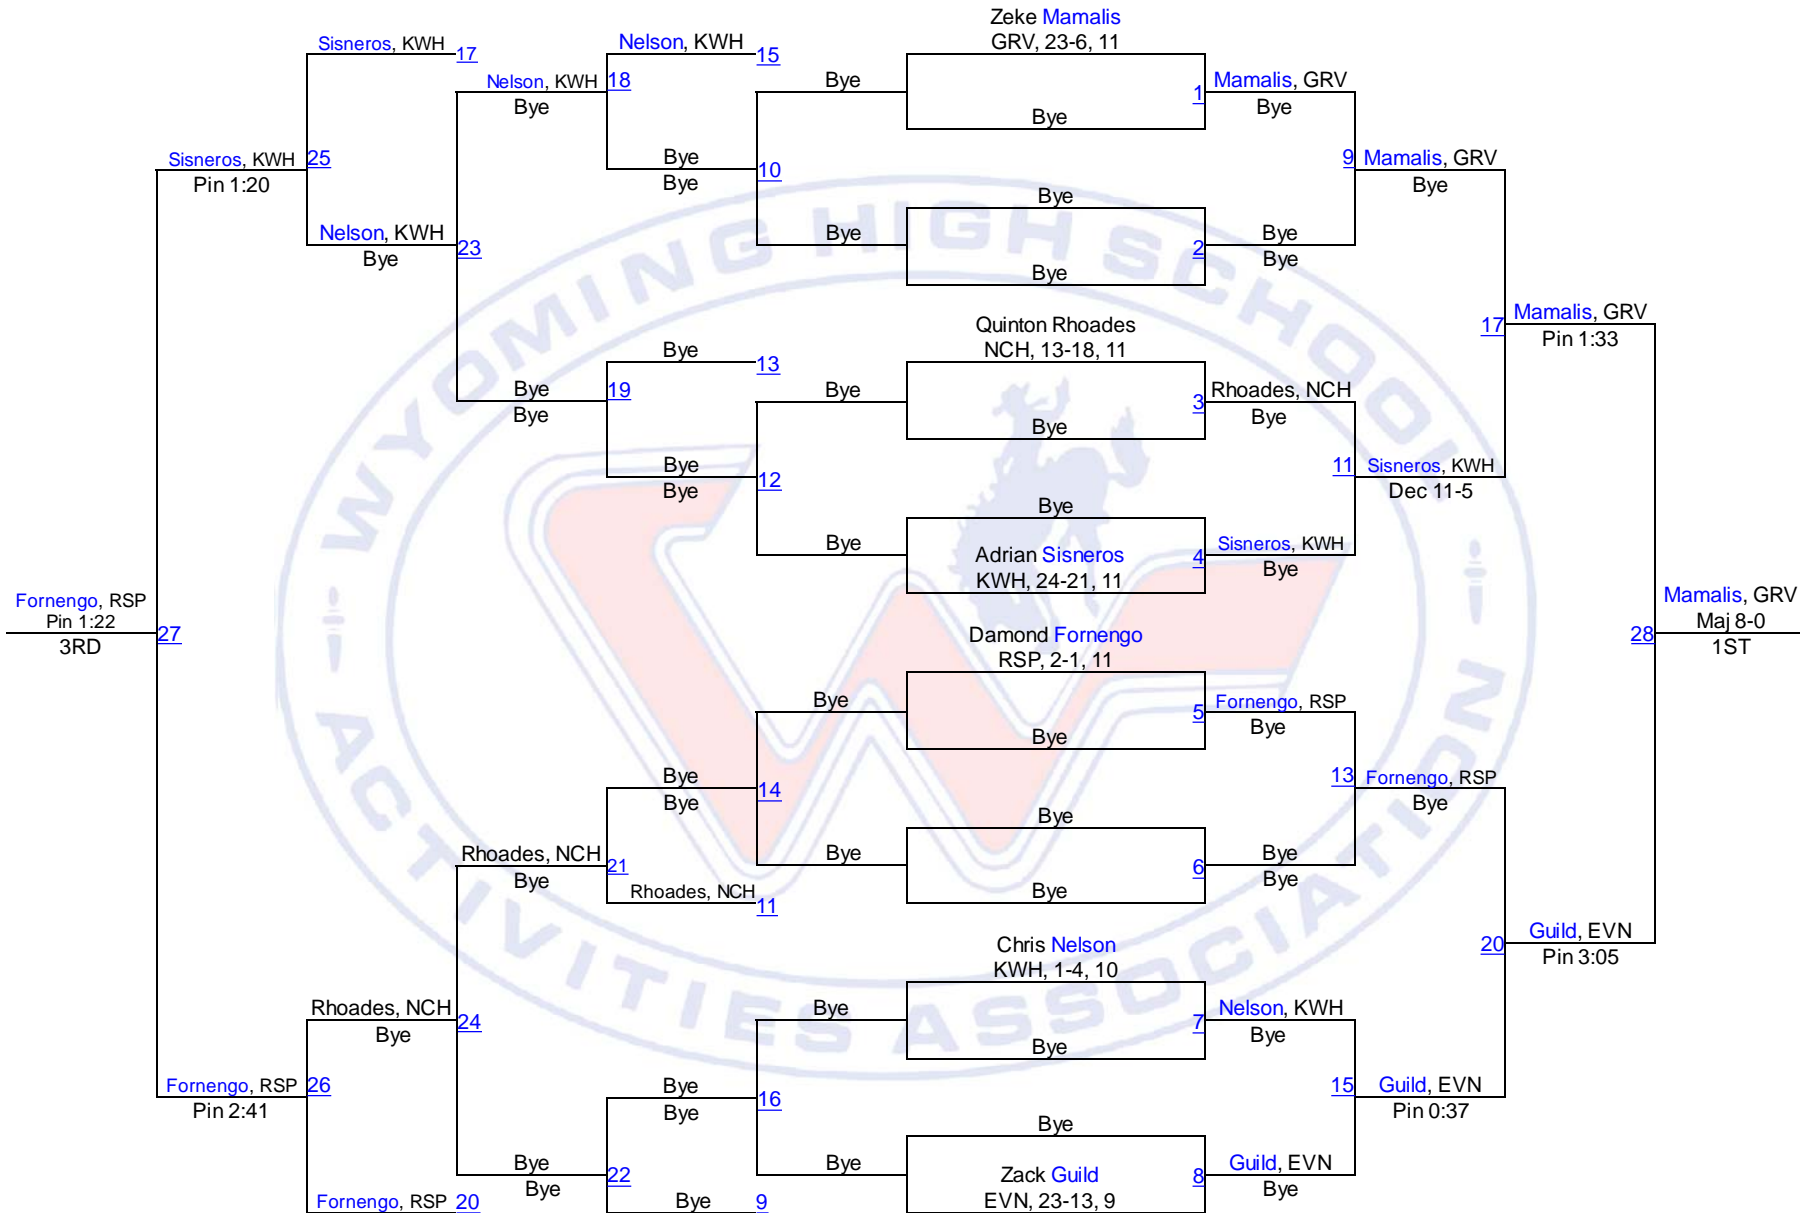 Zeke Mamalis
GRV, 23-6, 11
Sisneros, KWH 17
Nelson, KWH 15
Nelson, KWH 18
Bye
Bye
1 Mamalis, GRV
Bye
Bye
Sisneros, KWH 25
Pin 1:20
Bye
Bye
10
9 Mamalis, GRV
Bye
Bye
Nelson, KWH 23
Bye
Bye
2
Bye
Bye
Bye
WYOMING HIGH SCHOOL
ACTIVITIES ASSOCIATION
Quinton Rhoades
NCH, 13-18, 11
17 Mamalis, GRV
Pin 1:33
Bye 13
Bye 19
Bye
Bye
3 Rhoades, NCH
Bye
Bye
Bye
Bye
12
11 Sisneros, KWH
Dec 11-5
Bye
Bye
Adrian Sisneros
KWH, 24-21, 11
4 Sisneros, KWH
Bye
Fornengo, RSP
Pin 1:22
3RD
27
Mamalis, GRV
Maj 8-0
1ST
28
Damond Fornengo
RSP, 2-1, 11
Bye
5 Fornengo, RSP
Bye
Bye
Bye
Bye
14
13 Fornengo, RSP
Bye
Bye
Rhoades, NCH 21
Bye
Bye
6 Bye
Bye
Rhoades, NCH 11
Bye
20 Guild, EVN
Pin 3:05
Chris Nelson
KWH, 1-4, 10
Rhoades, NCH 24
Bye
Bye
7 Nelson, KWH
Bye
Bye
Fornengo, RSP 26
Pin 2:41
Bye
Bye
16
15 Guild, EVN
Pin 0:37
Bye
Bye 22
Bye
Bye
Zack Guild
EVN, 23-13, 9
8 Guild, EVN
Bye
Fornengo, RSP 20
Bye 9